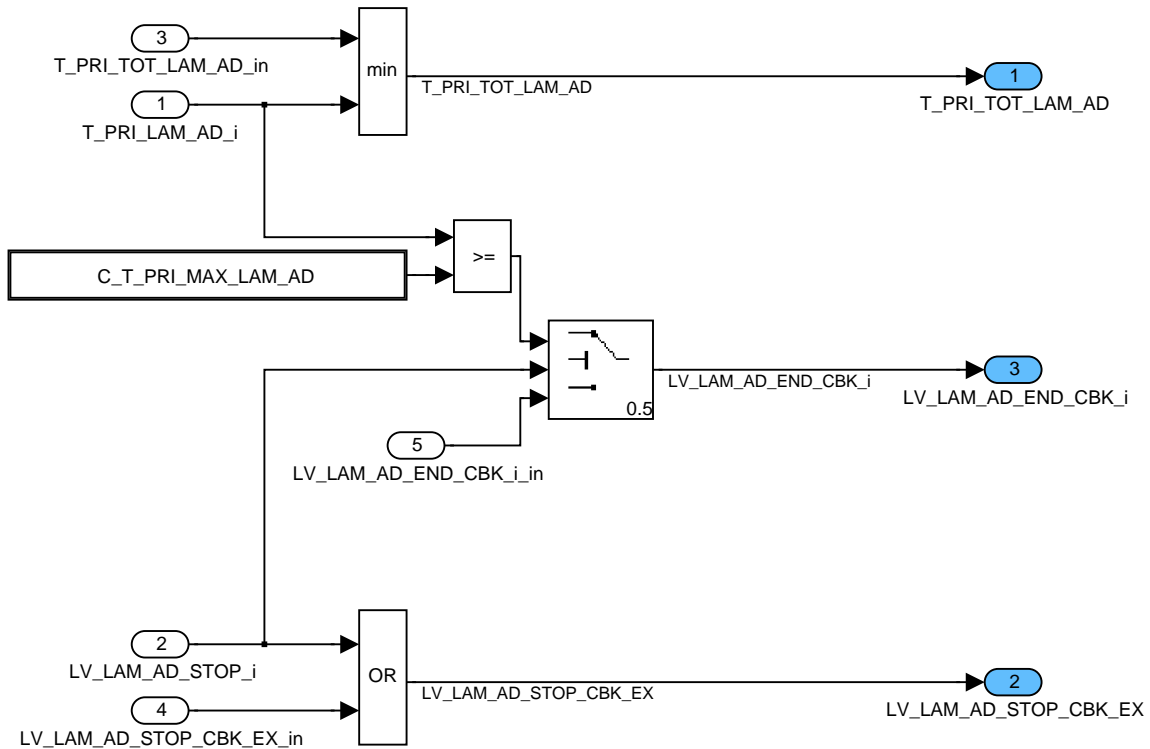 3
T_PRI_TOT_LAM_AD_in
1
T_PRI_LAM_AD_i
min
T_PRI_TOT_LAM_AD
1
T_PRI_TOT_LAM_AD
C_T_PRI_MAX_LAM_AD
>=
0.5
LV_LAM_AD_END_CBK_i
3
LV_LAM_AD_END_CBK_i
5
LV_LAM_AD_END_CBK_i_in
2
LV_LAM_AD_STOP_i
4
LV_LAM_AD_STOP_CBK_EX_in
OR
LV_LAM_AD_STOP_CBK_EX
2
LV_LAM_AD_STOP_CBK_EX